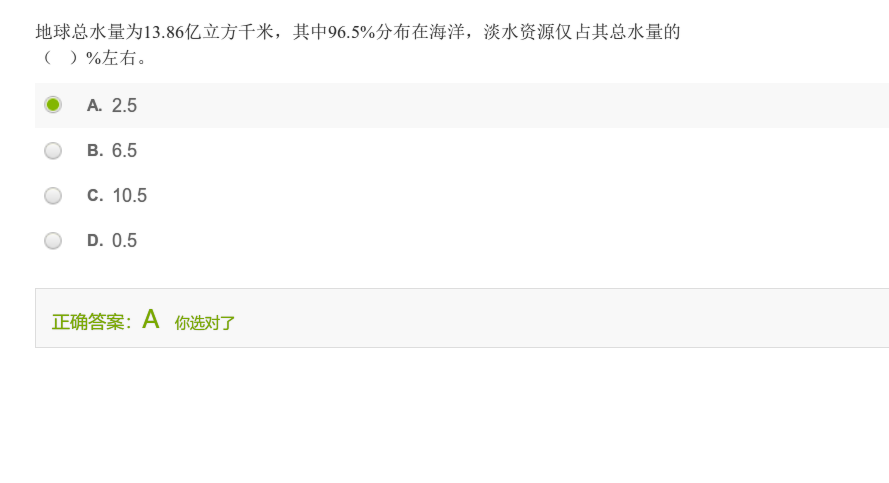 地球总水量为13.86亿立方千米，其中96.5%分布在海洋，淡水资源仅占其总水量的
（ ）%左右。
A. 2.5
B. 6.5
C. 10.5
D. 0.5
正确答案：A 你选对了